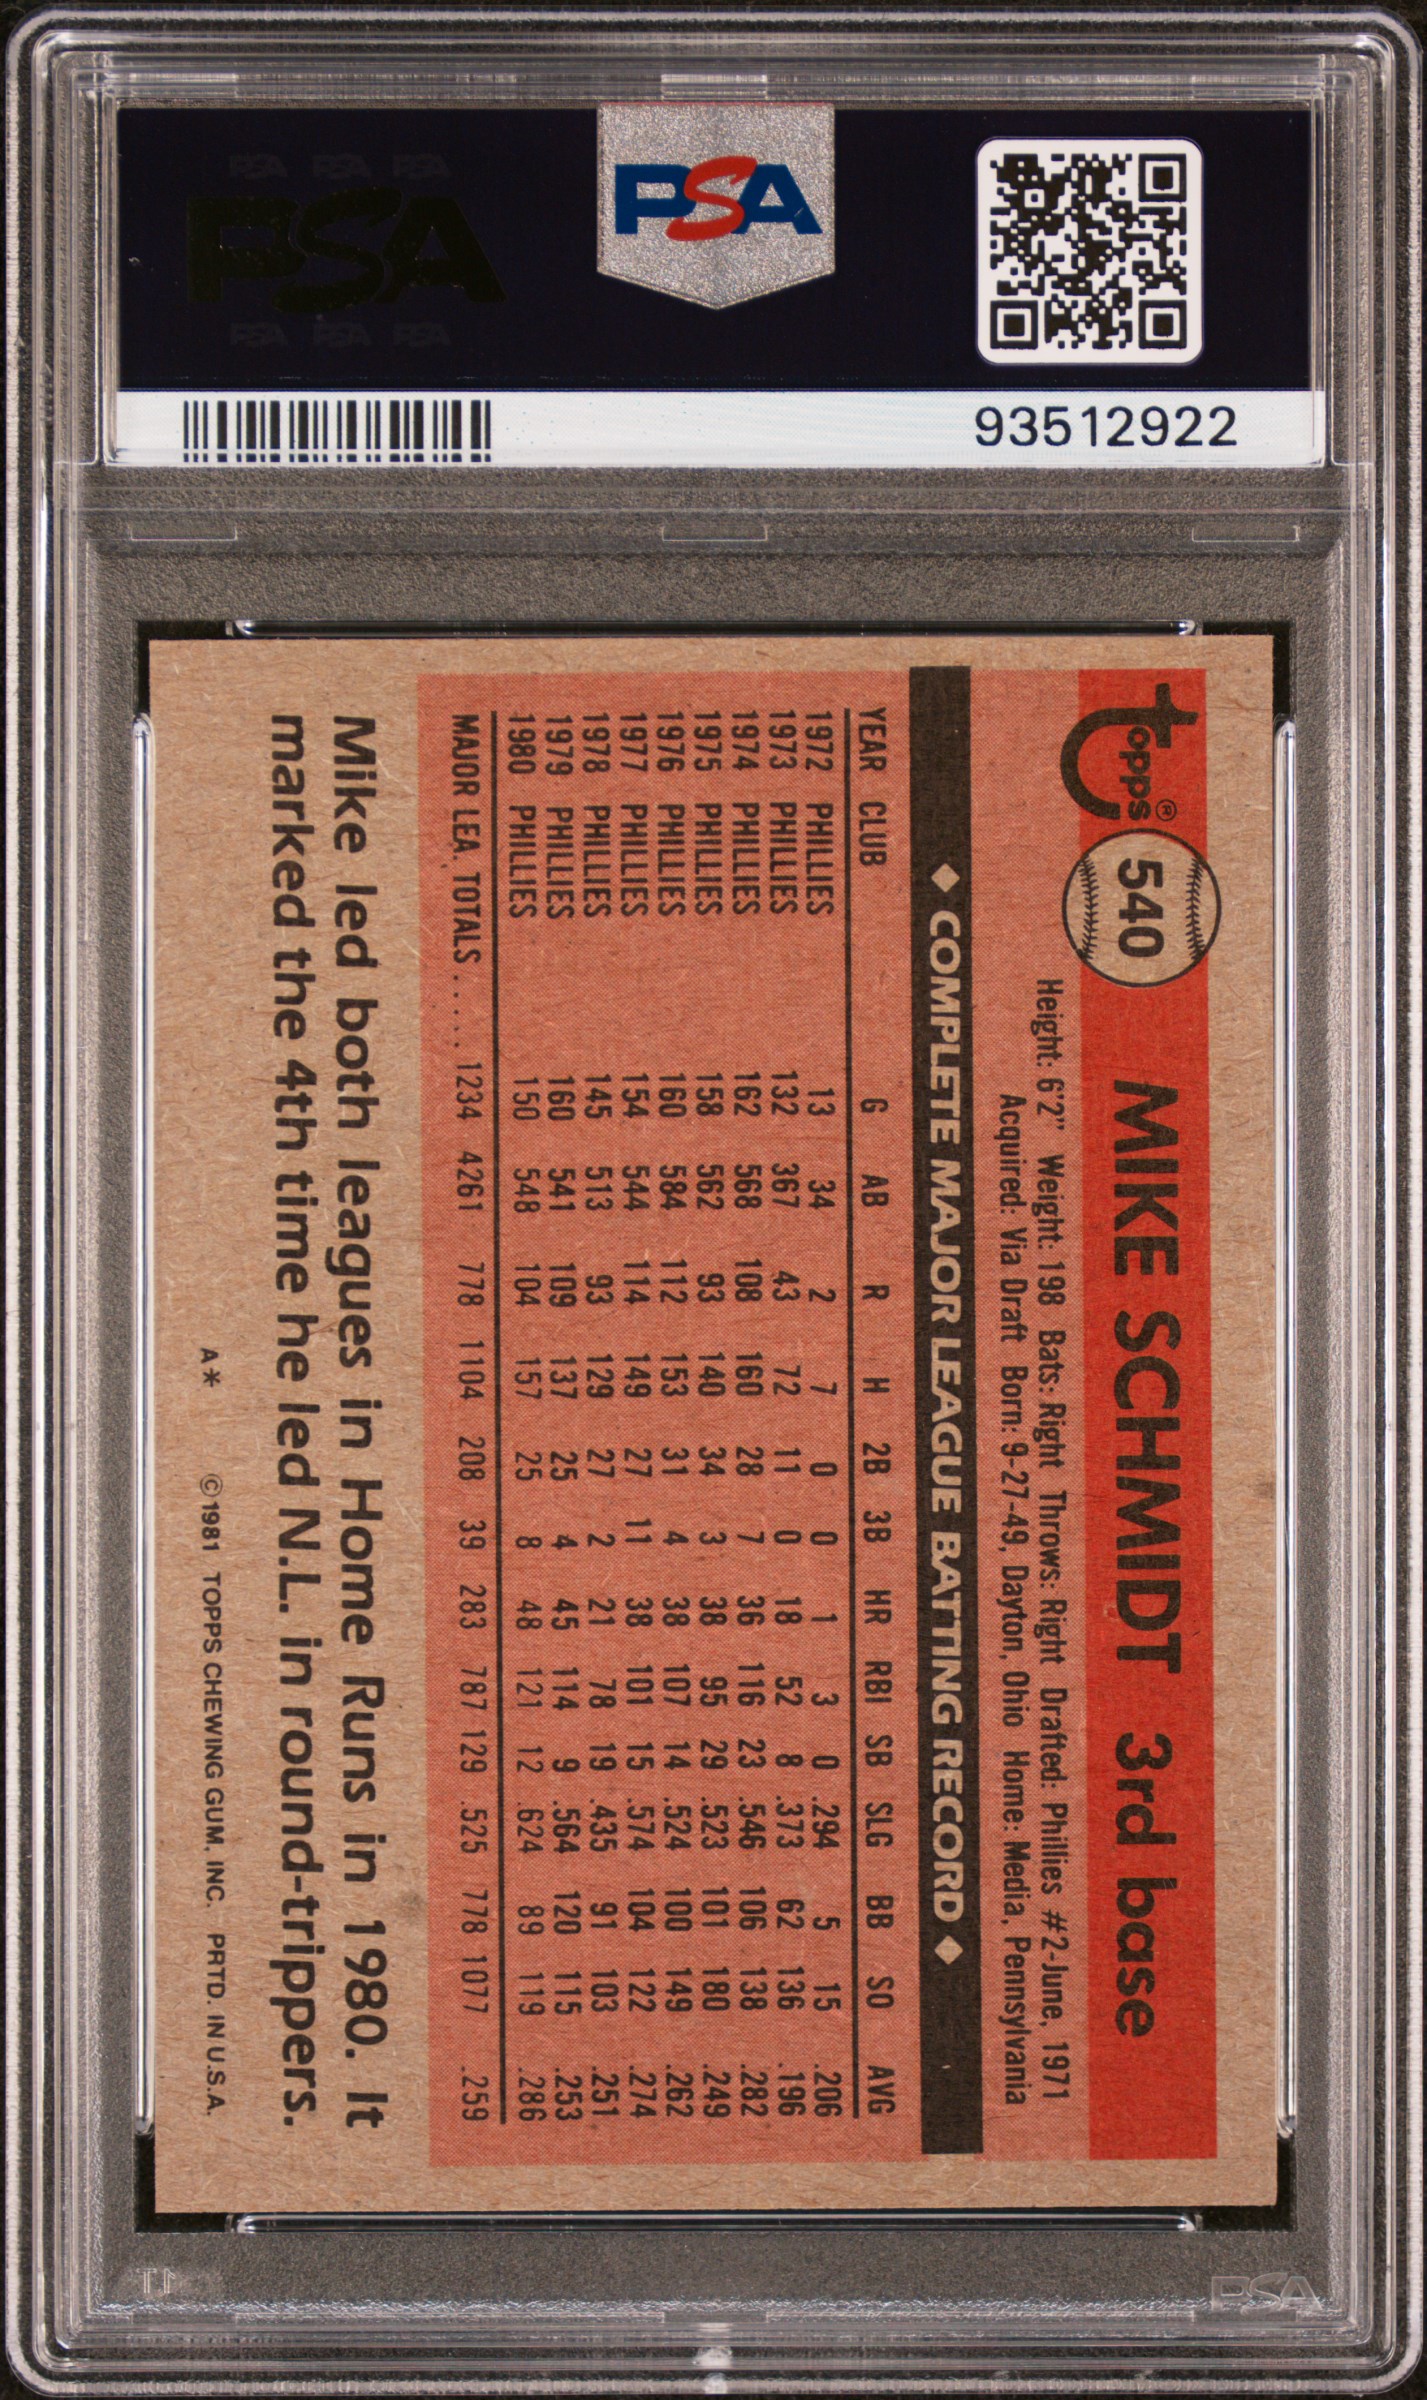 PSA PSA PSA
PSA
PSA PSA PSA
PSA
93512922
Topps®
540
MIKE SCHMIDT 3rd base
Height: 6'2" Weight: 198 Bats: Right Throws: Right Drafted: Phillies #2-June, 1971
Acquired: Via Draft Born: 9-27-49, Dayton, Ohio Home: Media, Pennsylvania
◆ COMPLETE MAJOR LEAGUE BATTING RECORD ◆
YEAR CLUB G AB R H 2B 3B HR RBI SB SLG BB SO AVG
1972 PHILLIES 13 34 2 7 0 0 1 3 0 .294 5 15 .206
1973 PHILLIES 132 367 43 72 11 0 18 52 8 .373 62 136 .196
1974 PHILLIES 162 568 108 160 28 7 36 116 23 .546 106 138 .282
1975 PHILLIES 158 562 93 140 34 3 38 95 29 .523 101 180 .249
1976 PHILLIES 160 584 112 153 31 4 38 107 14 .524 100 149 .262
1977 PHILLIES 154 544 114 149 27 11 38 101 15 .574 104 122 .274
1978 PHILLIES 145 513 93 129 27 2 21 78 19 .435 91 103 .251
1979 PHILLIES 160 541 109 137 25 4 45 114 9 .564 120 115 .253
1980 PHILLIES 150 548 104 157 25 8 48 121 12 .624 89 119 .286
MAJOR LEA. TOTALS ..... 1234 4261 778 1104 208 39 283 787 129 .525 778 1077 .259
Mike led both leagues in Home Runs in 1980. It
marked the 4th time he led N.L. in round-trippers.
A* ©1981 TOPPS CHEWING GUM, INC. PRTD. IN U.S.A.
PSA